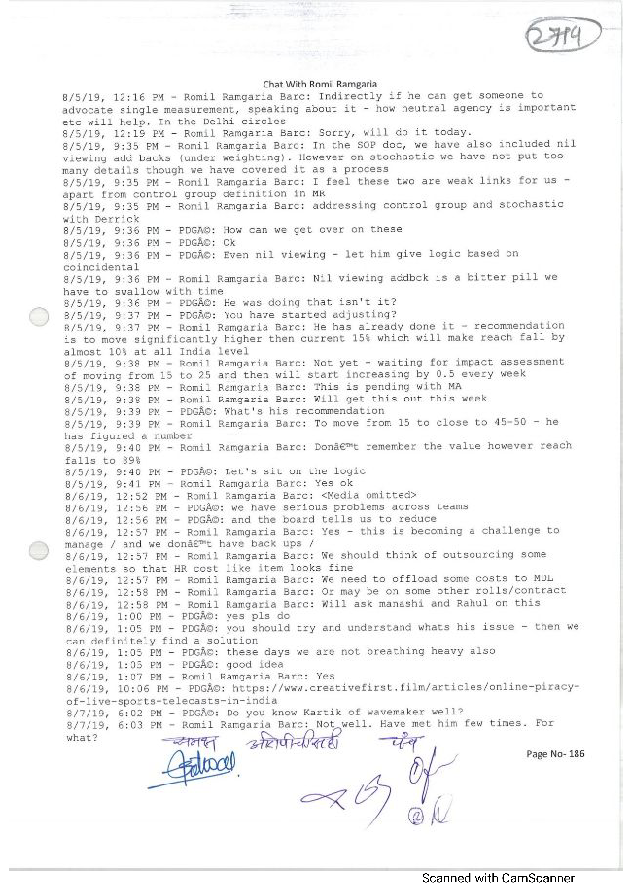 2714
Chat With Romil Ramgaria
8/5/19, 12:16 PM - Romil Ramgaria Barc: Indirectly if he can get someone to
advocate single measurement, speaking about it - how neutral agency is important
etc will help. In the Delhi circles
8/5/19, 12:19 PM - Romil Ramgaria Barc: Sorry, will do it today.
8/5/19, 9:35 PM - Romil Ramgaria Barc: In the SOP doc, we have also included nil
viewing add backs (under weighting). However on stochastic we have not put too
many details though we have covered it as a process
8/5/19, 9:35 PM - Romil Ramgaria Barc: I feel these two are weak links for us -
apart from control group definition in MR
8/5/19, 9:35 PM - Romil Ramgaria Barc: addressing control group and stochastic
with Derrick
8/5/19, 9:36 PM - PDGÃ©: How can we get over on these
8/5/19, 9:36 PM - PDGÃ©: Ok
8/5/19, 9:36 PM - PDGÃ©: Even nil viewing - let him give logic based on
coincidental
8/5/19, 9:36 PM - Romil Ramgaria Barc: Nil viewing addbck is a bitter pill we
have to swallow with time
8/5/19, 9:36 PM - PDGÃ©: He was doing that isn't it?
8/5/19, 9:37 PM - PDGÃ©: You have started adjusting?
8/5/19, 9:37 PM - Romil Ramgaria Barc: He has already done it - recommendation
is to move significantly higher then current 15% which will make reach fall by
almost 10% at all India level
8/5/19, 9:38 PM - Romil Ramgaria Barc: Not yet - waiting for impact assessment
of moving from 15 to 25 and then will start increasing by 0.5 every week
8/5/19, 9:38 PM - Romil Ramgaria Barc: This is pending with MA
8/5/19, 9:38 PM - Romil Ramgaria Barc: Will get this out this week
8/5/19, 9:39 PM - PDGÃ©: What's his recommendation
8/5/19, 9:39 PM - Romil Ramgaria Barc: To move from 15 to close to 45-50 - he
has figured a number
8/5/19, 9:40 PM - Romil Ramgaria Barc: Donâ€™t remember the value however reach
falls to 89%
8/5/19, 9:40 PM - PDGÃ©: Let's sit on the logic
8/5/19, 9:41 PM - Romil Ramgaria Barc: Yes ok
8/6/19, 12:52 PM - Romil Ramgaria Barc: <Media omitted>
8/6/19, 12:56 PM - PDGÃ©: we have serious problems across teams
8/6/19, 12:56 PM - PDGÃ©: and the board tells us to reduce
8/6/19, 12:57 PM - Romil Ramgaria Barc: Yes - this is becoming a challenge to
manage / and we donâ€™t have back ups /
8/6/19, 12:57 PM - Romil Ramgaria Barc: We should think of outsourcing some
elements so that HR cost like item looks fine
8/6/19, 12:57 PM - Romil Ramgaria Barc: We need to offload some costs to MDL
8/6/19, 12:58 PM - Romil Ramgaria Barc: Or may be on some other rolls/contract
8/6/19, 12:58 PM - Romil Ramgaria Barc: Will ask manashi and Rahul on this
8/6/19, 1:00 PM - PDGÃ©: yes pls do
8/6/19, 1:05 PM - PDGÃ©: you should try and understand whats his issue - then we
can definitely find a solution
8/6/19, 1:05 PM - PDGÃ©: these days we are not breathing heavy also
8/6/19, 1:05 PM - PDGÃ©: good idea
8/6/19, 1:07 PM - Romil Ramgaria Barc: Yes
8/6/19, 10:06 PM - PDGÃ©: https://www.creativefirst.film/articles/online-piracy-
of-live-sports-telecasts-in-india
8/7/19, 6:02 PM - PDGÃ©: Do you know Kartik of wavemaker well?
8/7/19, 6:03 PM - Romil Ramgaria Barc: Not well. Have met him few times. For
what?
समक्ष आरोपीची सही पंच
Page No- 186
Scanned with CamScanner